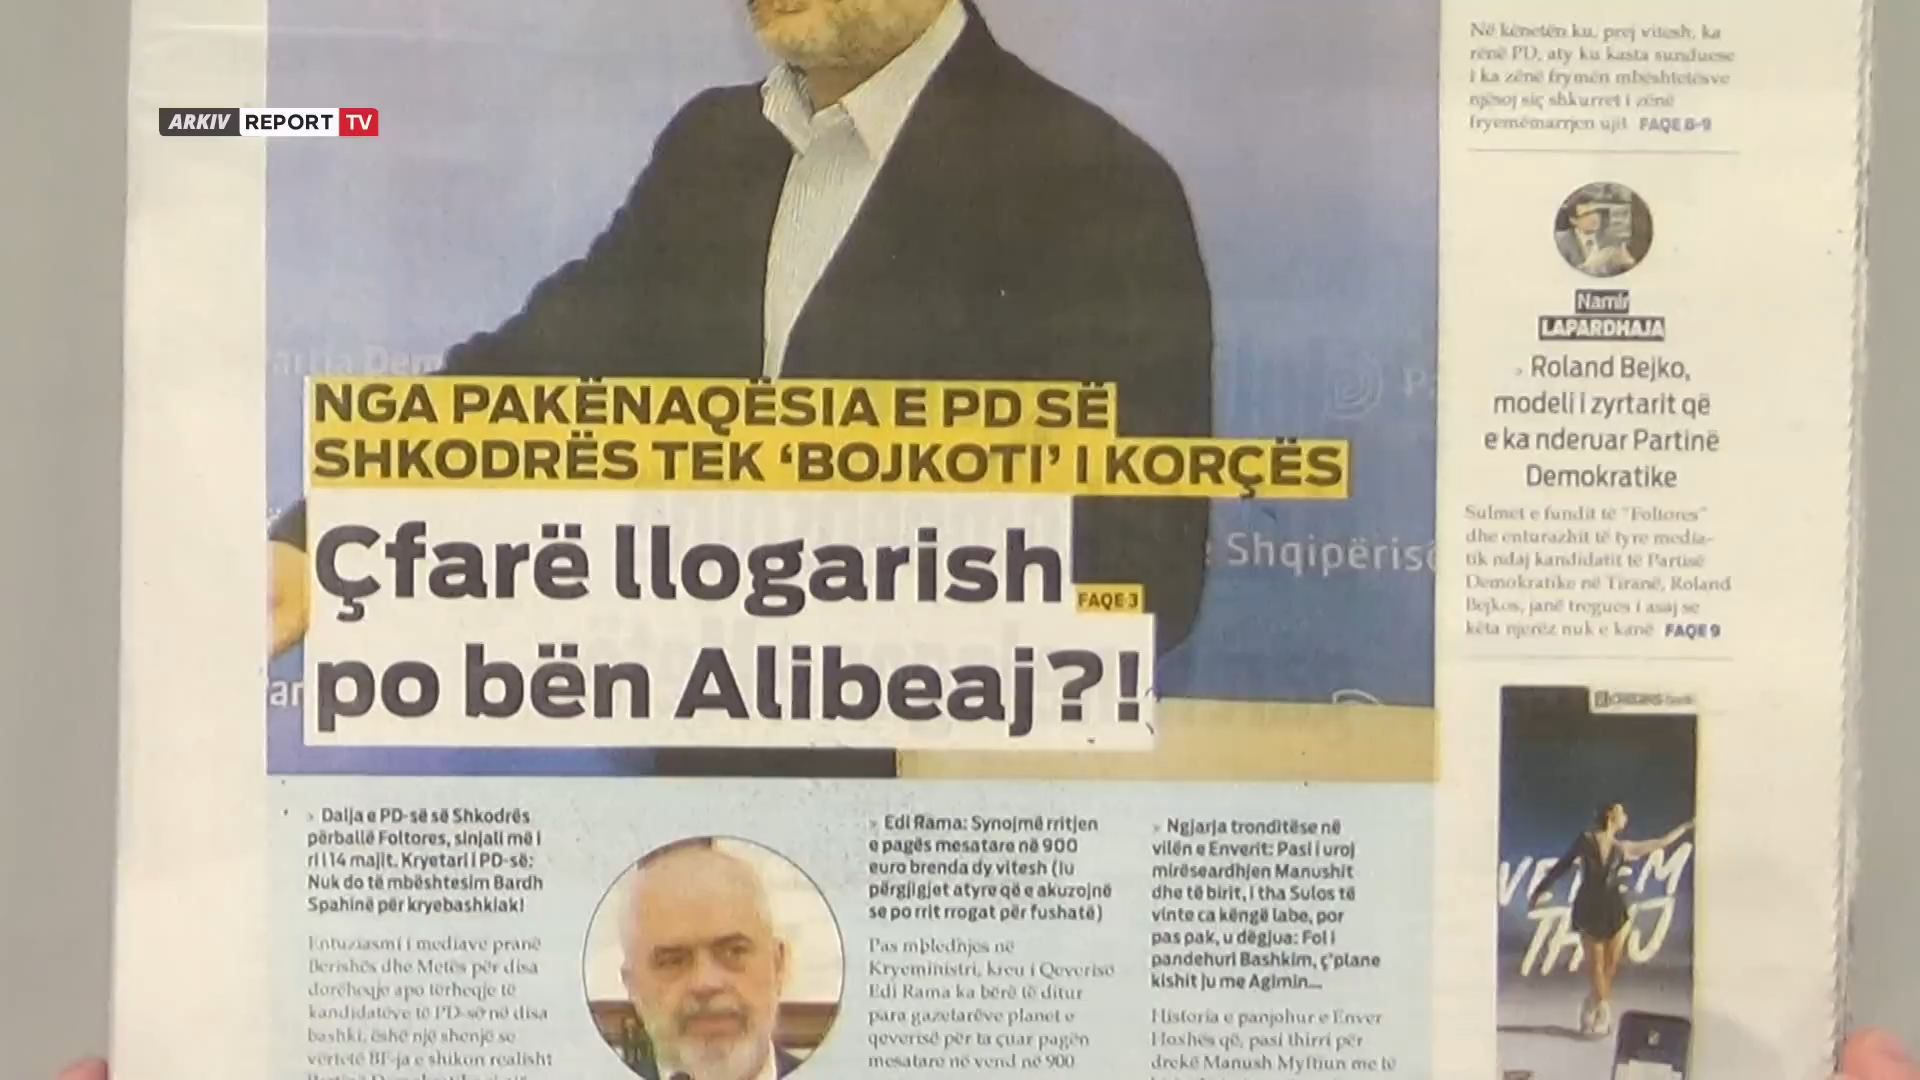 ARKIV REPORT TV
NGA PAKËNAQËSIA E PD SË
SHKODRËS TEK ‘BOJKOTI’ I KORÇËS
Çfarë llogarish
FAQE 3
po bën Alibeaj?!
Shqipërisë
Në kënetën ku, prej vitesh, ka
rënë PD, aty ku kasta sunduese
i ka zënë frymën mbështetësve
njësoj siç shkurret i zënë
frymëmarrjen ujit FAQE 8-9
Namir
LAPARDHAJA
Roland Bejko,
modeli i zyrtarit që
e ka nderuar Partinë
Demokratike
Sulmet e fundit të "Foltores"
dhe enturazhit të tyre media-
tik ndaj kandidatit të Partisë
Demokratike në Tiranë, Roland
Bejkos, janë tregues i asaj se
këta njerëz nuk e kanë FAQE 9
Dalja e PD-së së Shkodrës
përballë Foltores, sinjali më i
ri i 14 majit. Kryetari i PD-së:
Nuk do të mbështesim Bardh
Spahinë për kryebashkiak!
Entuziasmi i mediave pranë
Berishës dhe Metës për disa
dorëheqje apo tërheqje të
kandidatëve të PD-së në disa
bashki, është një shenjë se
vërtetë BF-ja e shikon realisht
Edi Rama: Synojmë rritjen
e pagës mesatare në 900
euro brenda dy vitesh (Iu
përgjigjet atyre që e akuzojnë
se po rrit rrogat për fushatë)
Pas mbledhjes në
Kryeministri, kreu i Qeverisë
Edi Rama ka bërë të ditur
para gazetarëve planet e
qeverisë për ta çuar pagën
mesatare në vend në 900
Ngjarja tronditëse në
vilën e Enverit: Pasi i uroj
mirëseardhjen Manushit
dhe të birit, i tha Sulos të
vinte ca këngë labe, por
pas pak, u dëgjua: Fol i
pandehuri Bashkim, ç'plane
kishit ju me Agimin...
Historia e panjohur e Enver
Hoxhës që, pasi thirri për
drekë Manush Myftiun me të
VETËM
THUJ